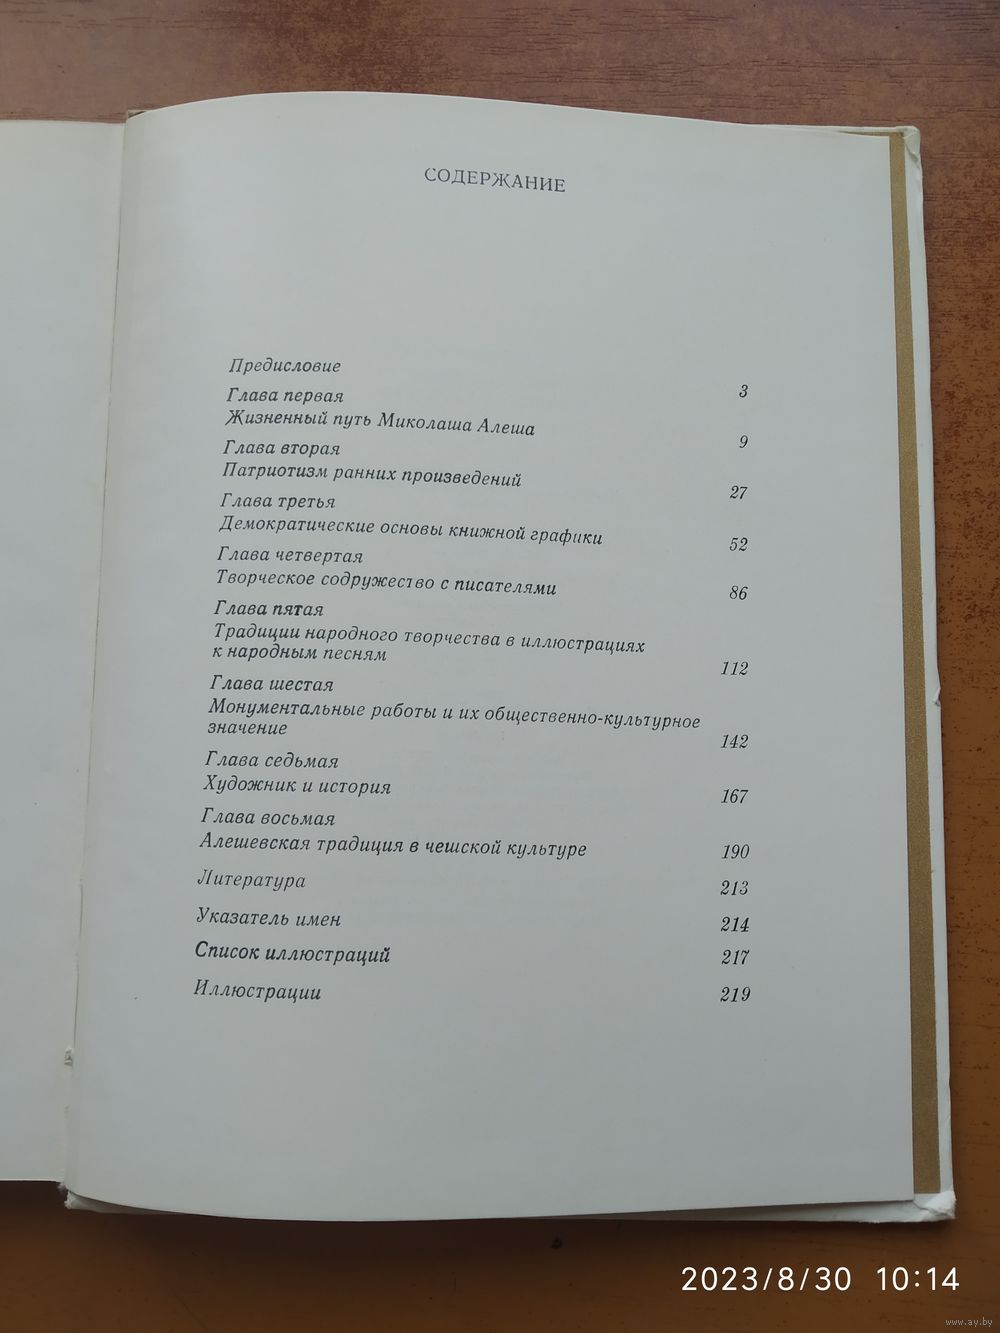 СОДЕРЖАНИЕ
Предисловие 3
Глава первая
Жизненный путь Миколаша Алеша 9
Глава вторая
Патриотизм ранних произведений 27
Глава третья
Демократические основы книжной графики 52
Глава четвертая
Творческое содружество с писателями 86
Глава пятая
Традиции народного творчества в иллюстрациях
к народным песням 112
Глава шестая
Монументальные работы и их общественно-культурное
значение 142
Глава седьмая
Художник и история 167
Глава восьмая
Алешевская традиция в чешской культуре 190
Литература 213
Указатель имен 214
Список иллюстраций 217
Иллюстрации 219
2023/8/30 10:14
www.ay.by